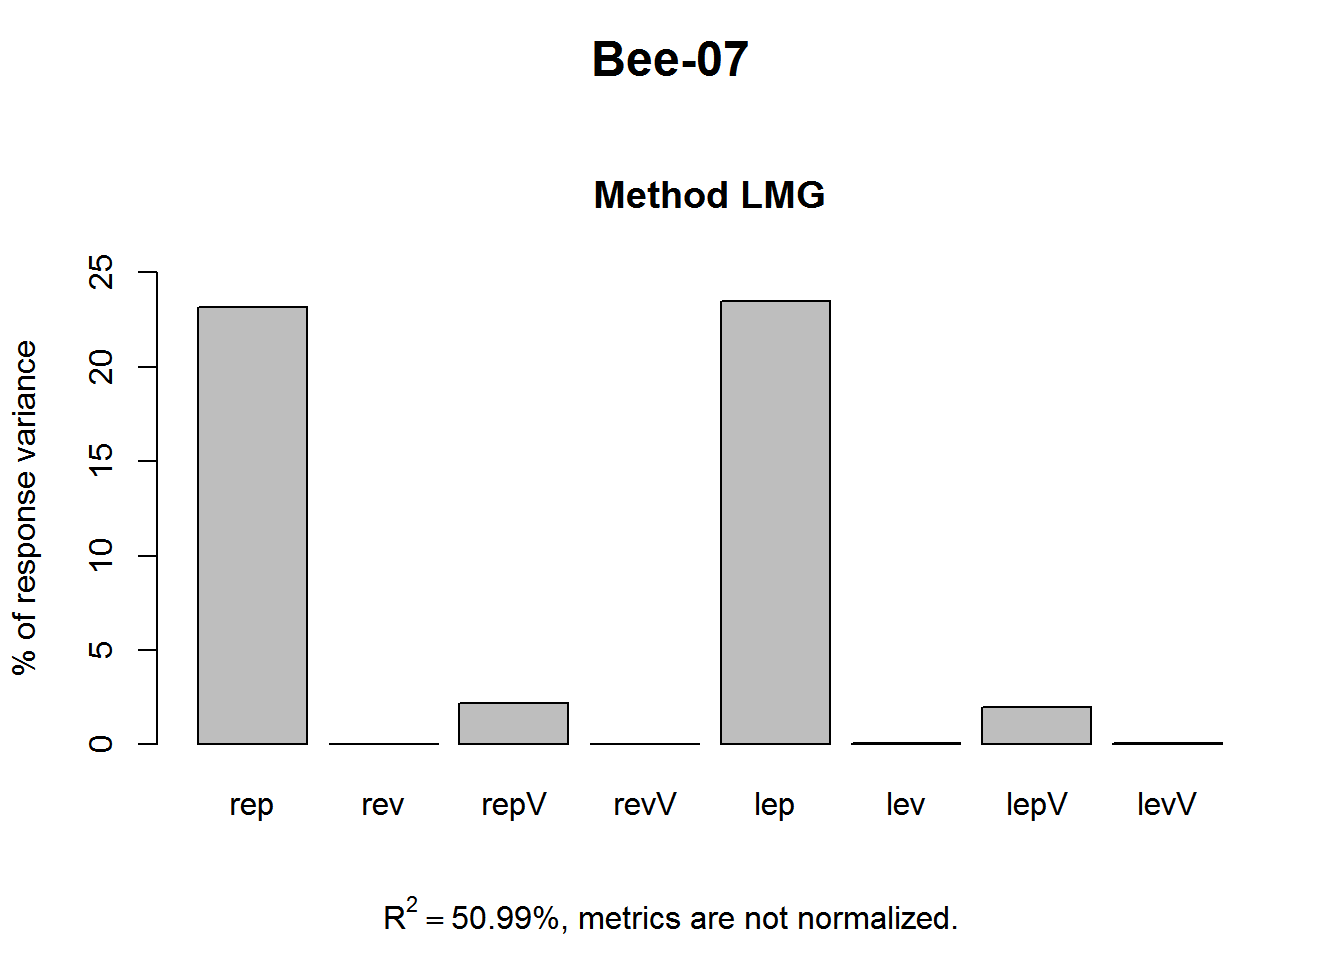 Bee-07
Method LMG
% of response variance
25
20
15
10
5
0
rep rev repV revV lep lev lepV levV
R² = 50.99%, metrics are not normalized.